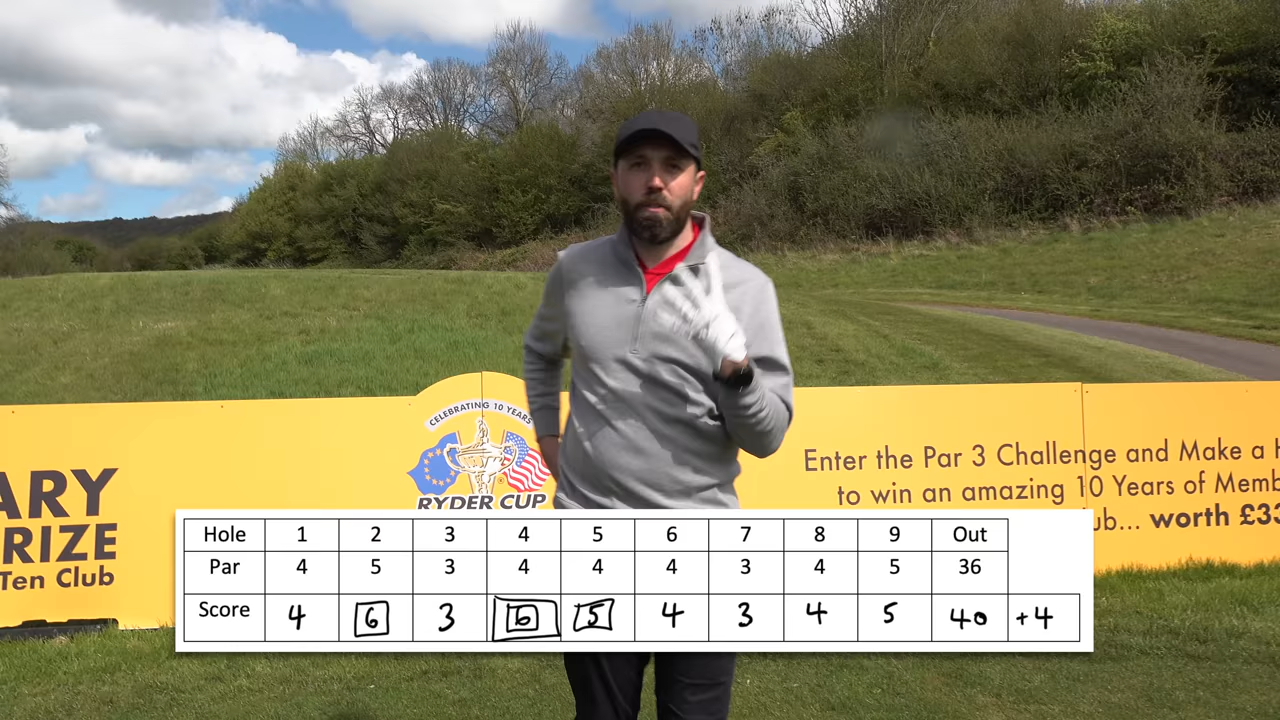 CELEBRATING 10 YEARS
RYDER CUP
ARY
RIZE
Ten Club
Enter the Par 3 Challenge and Make a H
to win an amazing 10 Years of Memb
ub... worth £33
Hole 1 2 3 4 5 6 7 8 9 Out
Par 4 5 3 4 4 4 3 4 5 36
Score 4 6 3 6 5 4 3 4 5 40 +4